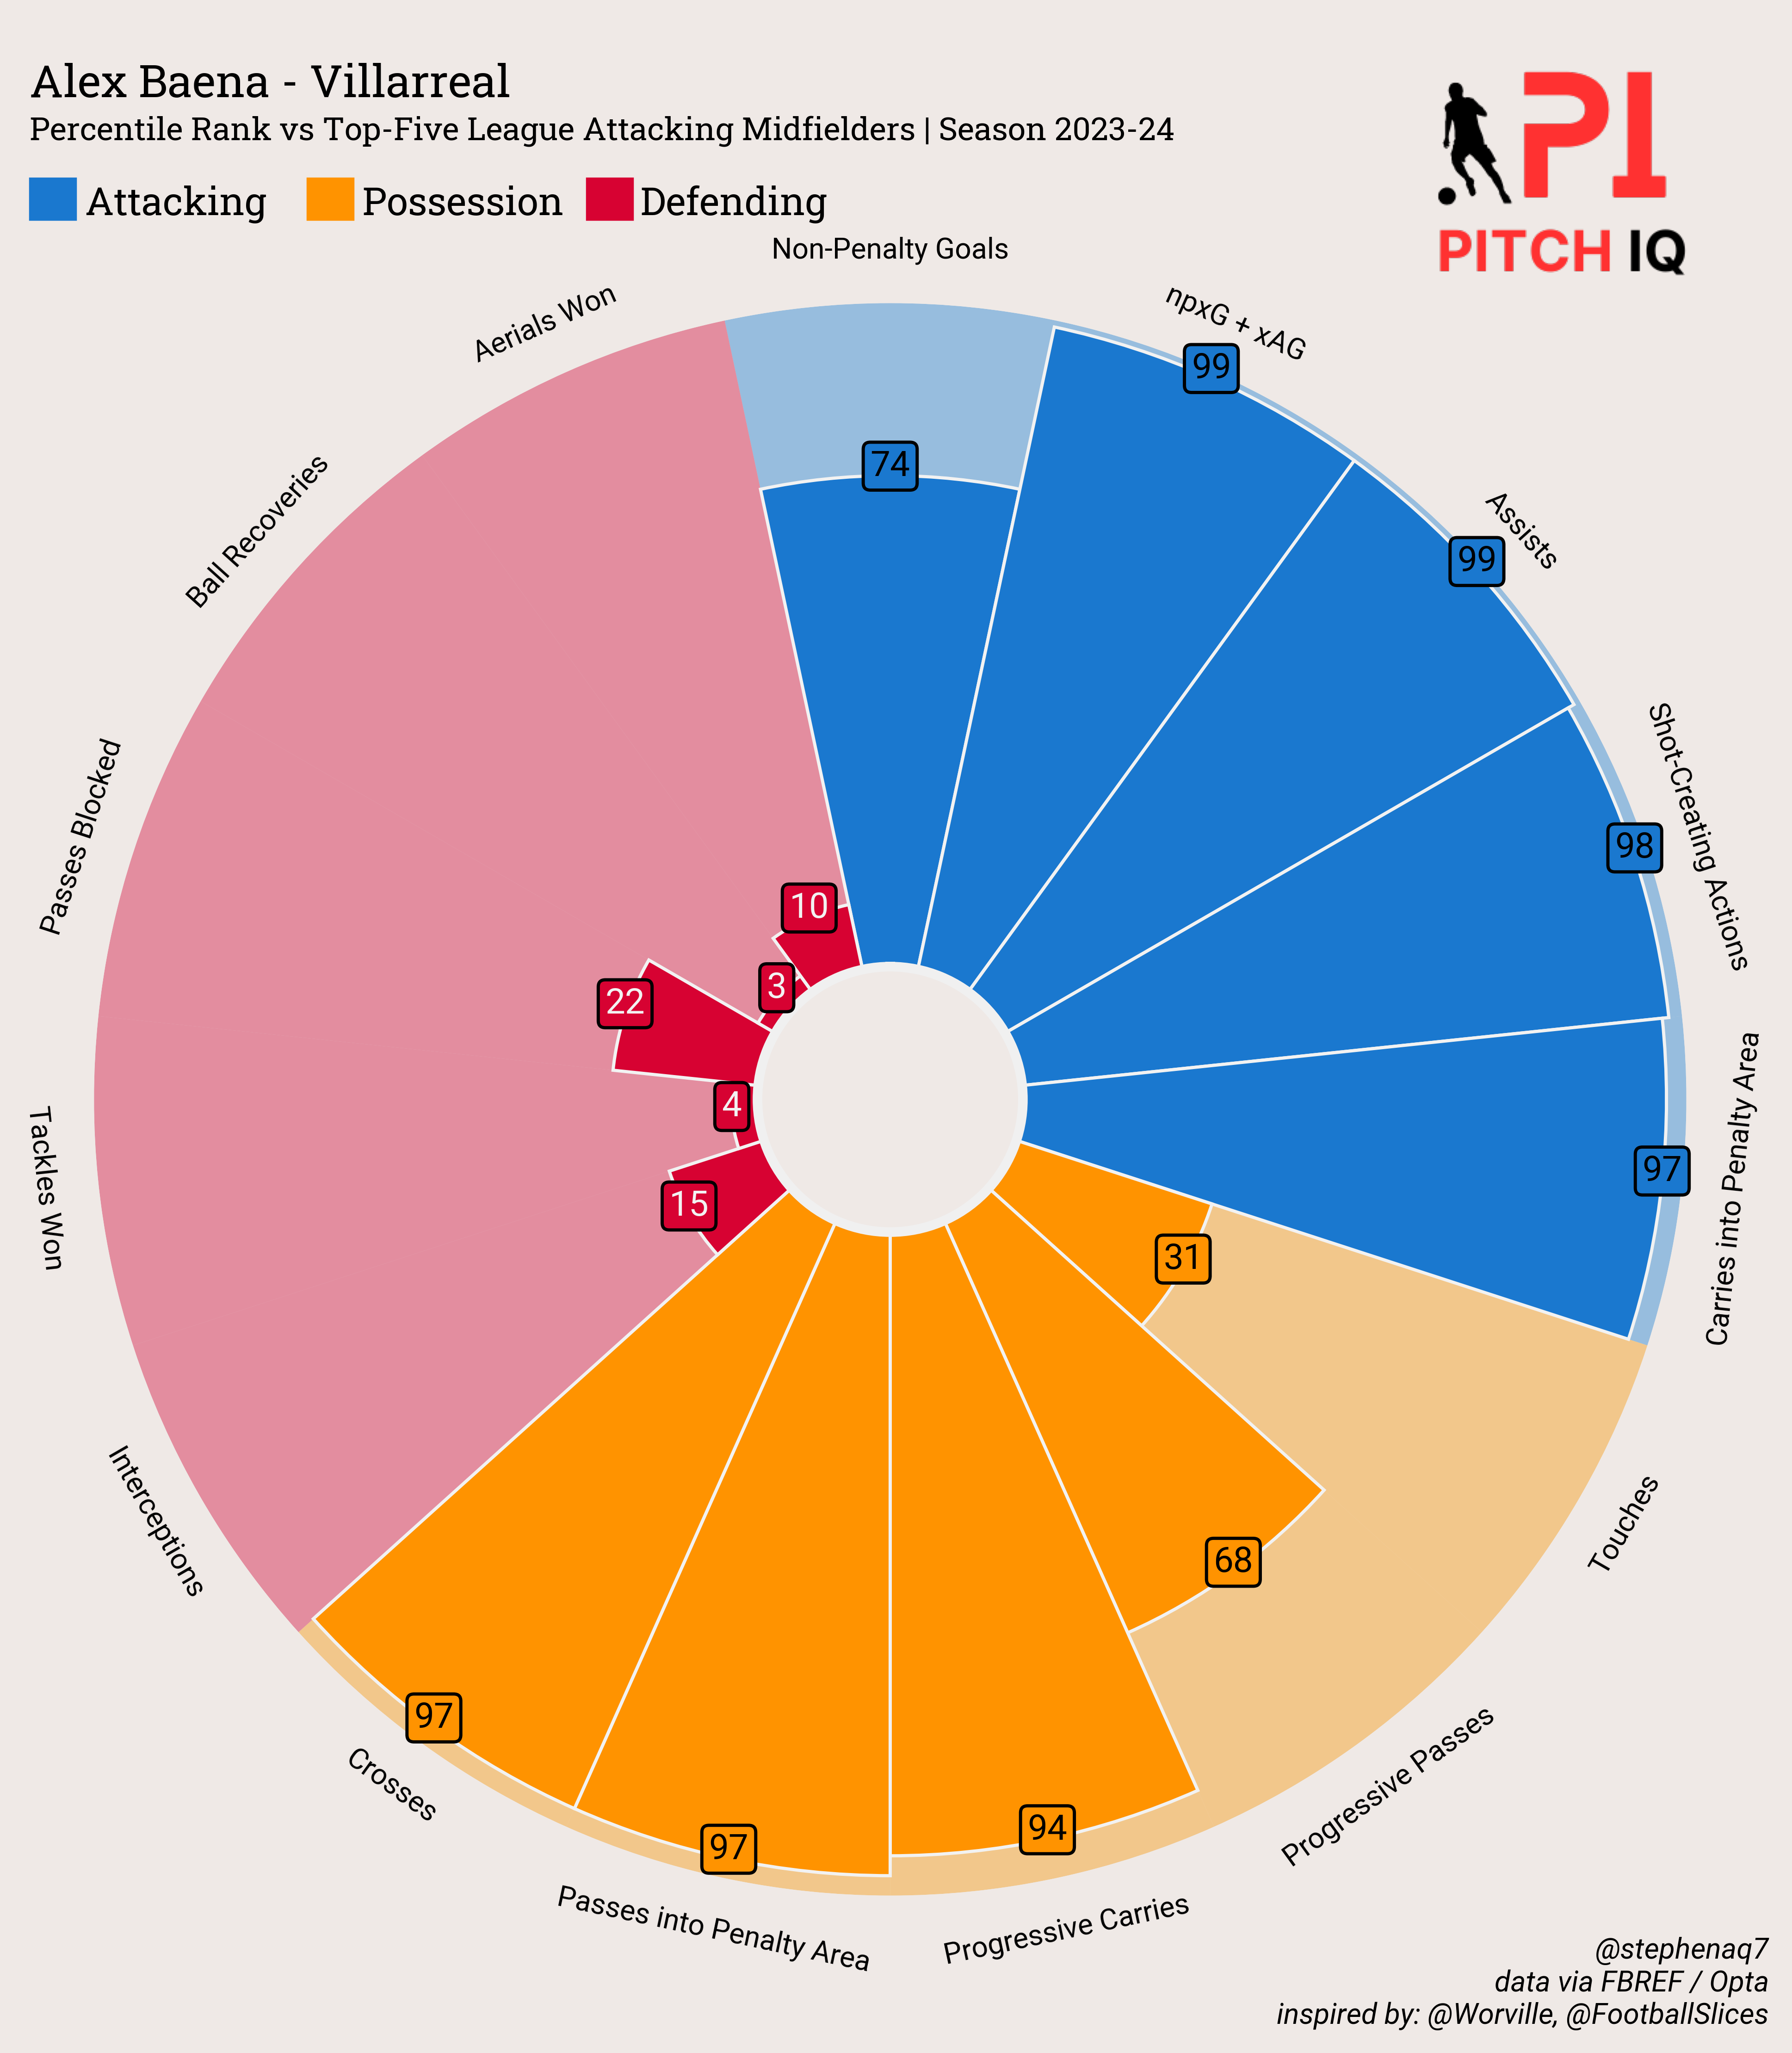 Alex Baena - Villarreal
Percentile Rank vs Top-Five League Attacking Midfielders | Season 2023-24
Attacking
Possession
Defending
PI
PITCH IQ
Non-Penalty Goals
74
npxG + xAG
99
Assists
99
Shot-Creating Actions
98
Carries into Penalty Area
97
Touches
31
Progressive Passes
68
Progressive Carries
94
Passes into Penalty Area
97
Crosses
97
Interceptions
15
Tackles Won
4
Passes Blocked
22
Ball Recoveries
3
Aerials Won
10
@stephenaq7
data via FBREF / Opta
inspired by: @Worville, @FootballSlices